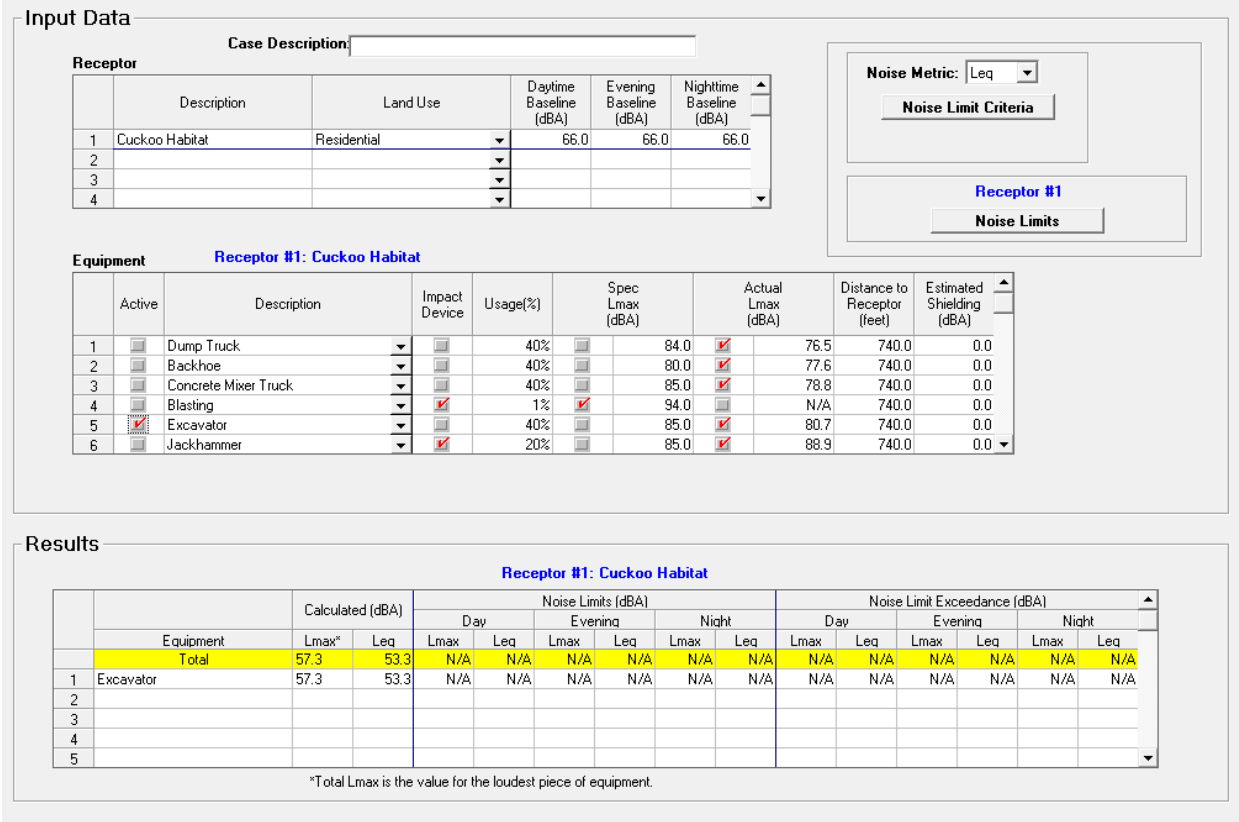 Input Data
Case Description:
Receptor
Description Land Use Daytime Baseline (dBA) Evening Baseline (dBA) Nighttime Baseline (dBA)
1 Cuckoo Habitat Residential 66.0 66.0 66.0
2
3
4
Noise Metric: Leq
Noise Limit Criteria
Receptor #1
Noise Limits
Equipment Receptor #1: Cuckoo Habitat
Active Description Impact Device Usage(%) Spec Lmax (dBA) Actual Lmax (dBA) Distance to Receptor (feet) Estimated Shielding (dBA)
1 Dump Truck 40% 84.0 76.5 740.0 0.0
2 Backhoe 40% 80.0 77.6 740.0 0.0
3 Concrete Mixer Truck 40% 85.0 78.8 740.0 0.0
4 Blasting 1% 94.0 N/A 740.0 0.0
5 Excavator 40% 85.0 80.7 740.0 0.0
6 Jackhammer 20% 85.0 88.9 740.0 0.0
Results
Receptor #1: Cuckoo Habitat
Calculated (dBA) Noise Limits (dBA) Noise Limit Exceedance (dBA)
Day Evening Night Day Evening Night
Equipment Lmax* Leq Lmax Leq Lmax Leq Lmax Leq Lmax Leq Lmax Leq Lmax Leq
Total 57.3 53.3 N/A N/A N/A N/A N/A N/A N/A N/A N/A N/A N/A N/A
1 Excavator 57.3 53.3 N/A N/A N/A N/A N/A N/A N/A N/A N/A N/A N/A N/A
2
3
4
5
*Total Lmax is the value for the loudest piece of equipment.